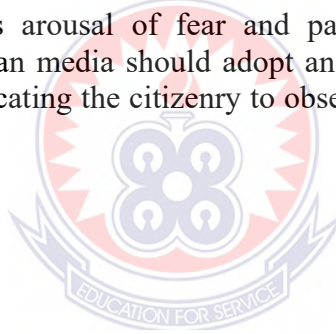 s arousal of fear and pa
an media should adopt an
cating the citizenry to obse
EDUCATION FOR SERVICE